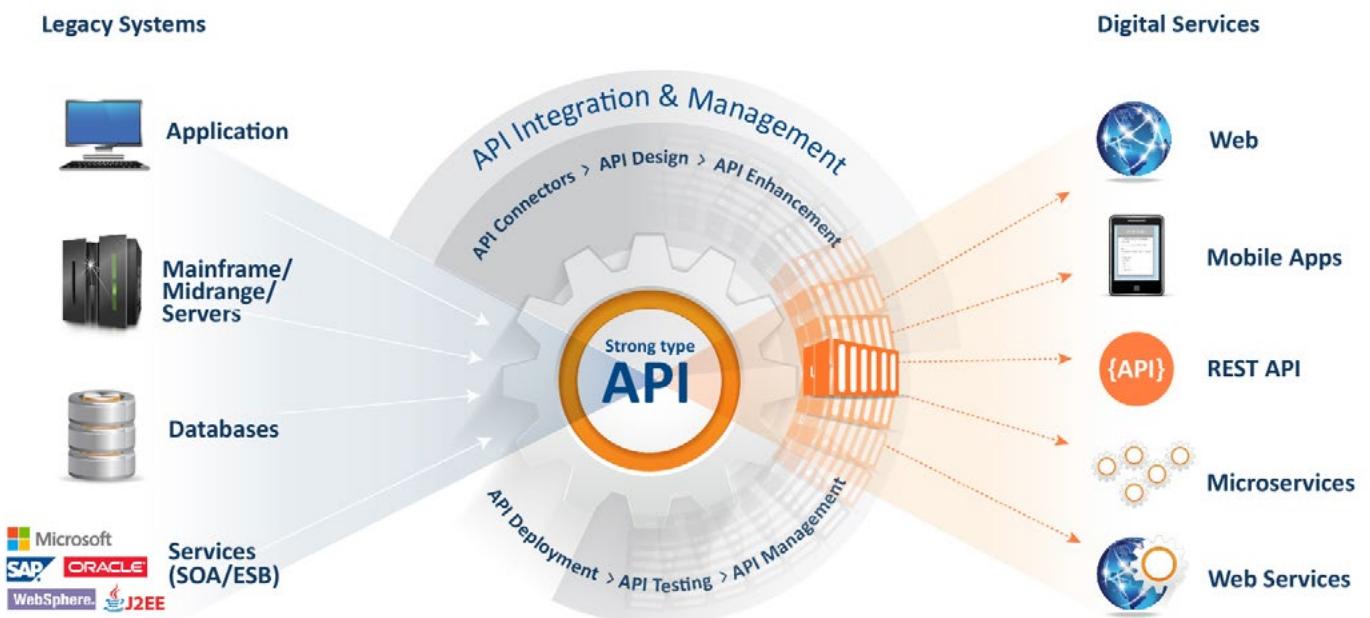 Legacy Systems
Digital Services
Application
Mainframe/
Midrange/
Servers
Databases
Microsoft
SAP
ORACLE
WebSphere.
J2EE
Services
(SOA/ESB)
API Integration & Management
API Connectors > API Design > API Enhancement
Strong type
API
API Deployment > API Testing > API Management
Web
Mobile Apps
{API}
REST API
Microservices
Web Services